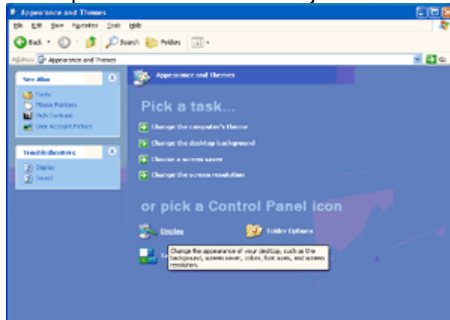 Appearance and Themes
File Edit View Favorites Tools Help
Back Search Folders
Address Appearance and Themes Go
See Also
Fonts
Mouse Pointers
High Contrast
User Account Picture
Troubleshooters
Display
Sound
Appearance and Themes
Pick a task...
Change the computer's theme
Change the desktop background
Choose a screen saver
Change the screen resolution
or pick a Control Panel icon
Display
Folder Options
Change the appearance of your desktop, such as the
background, screen saver, colors, font sizes, and screen
resolution.